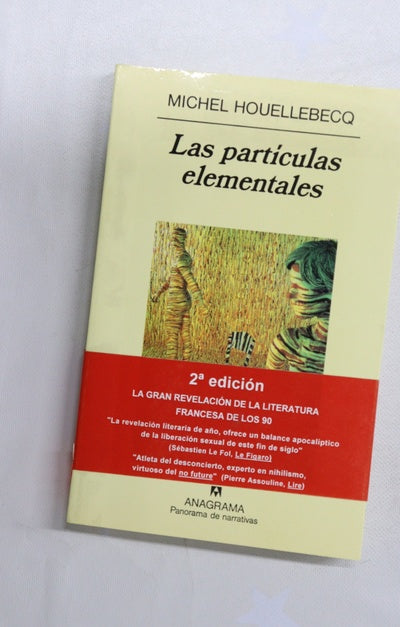 MICHEL HOUELLEBECQ
Las partículas
elementales
2ª edición
LA GRAN REVELACIÓN DE LA LITERATURA
FRANCESA DE LOS 90
"La revelación literaria de año, ofrece un balance apocalíptico
de la liberación sexual de este fin de siglo"
(Sébastien Le Fol, Le Figaro)
"Atleta del desconcierto, experto en nihilismo,
virtuoso del no future" (Pierre Assouline, Lire)
ANAGRAMA
Panorama de narrativas